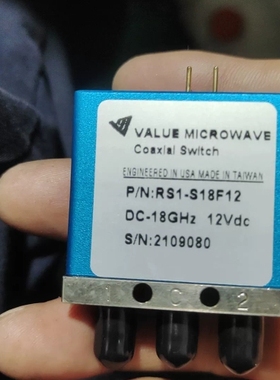 VALUE MICROWAVE
Coaxial Switch
ENGINEERED IN USA MADE IN TAIWAN
P/N:RS1-S18F12
DC-18GHz 12Vdc
S/N:2109080
1 C 2